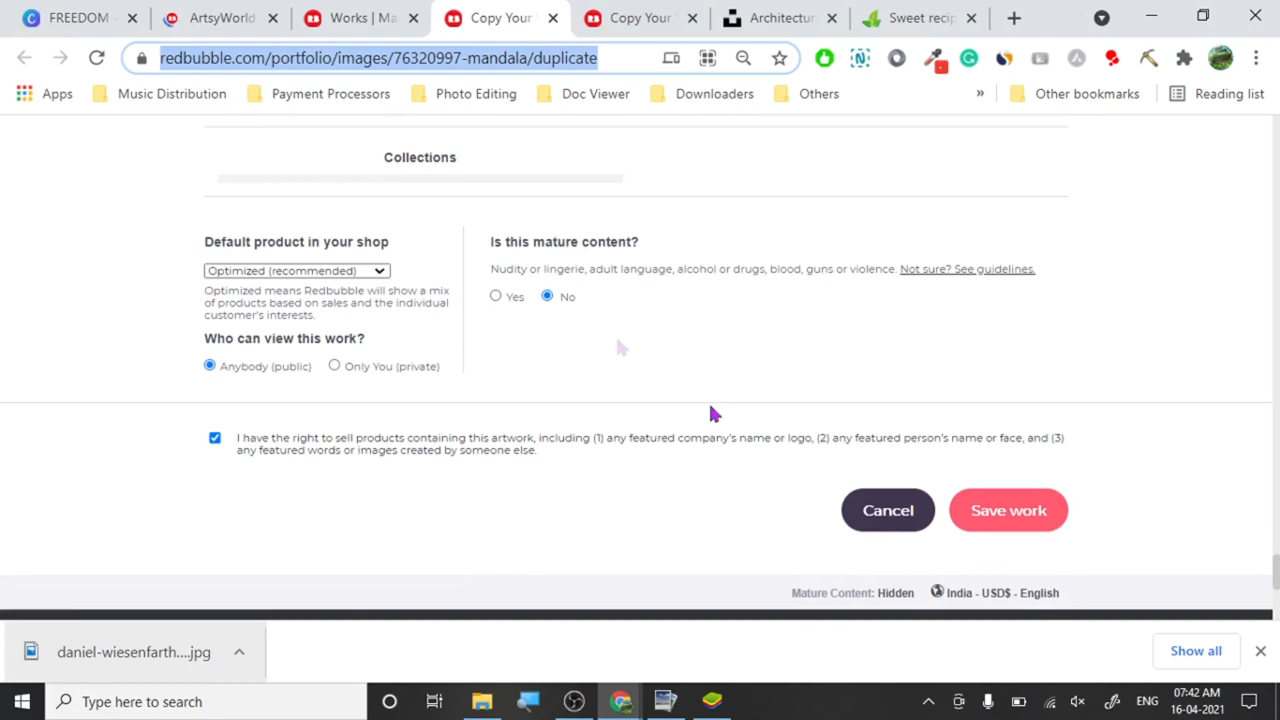 FREEDOM -
ArtsyWorld
Works | Ma
Copy Your
Copy Your
Architectur
Sweet recip
redbubble.com/portfolio/images/76320997-mandala/duplicate
Apps
Music Distribution
Payment Processors
Photo Editing
Doc Viewer
Downloaders
Others
»
Other bookmarks
Reading list
Collections
Default product in your shop
Optimized (recommended)
Optimized means Redbubble will show a mix
of products based on sales and the individual
customer's interests.
Who can view this work?
Anybody (public)
Only You (private)
Is this mature content?
Nudity or lingerie, adult language, alcohol or drugs, blood, guns or violence. Not sure? See guidelines.
Yes
No
I have the right to sell products containing this artwork, including (1) any featured company's name or logo, (2) any featured person's name or face, and (3)
any featured words or images created by someone else.
Cancel
Save work
Mature Content: Hidden
India - USD$ - English
daniel-wiesenfarth....jpg
Show all
Type here to search
ENG
07:42 AM
16-04-2021